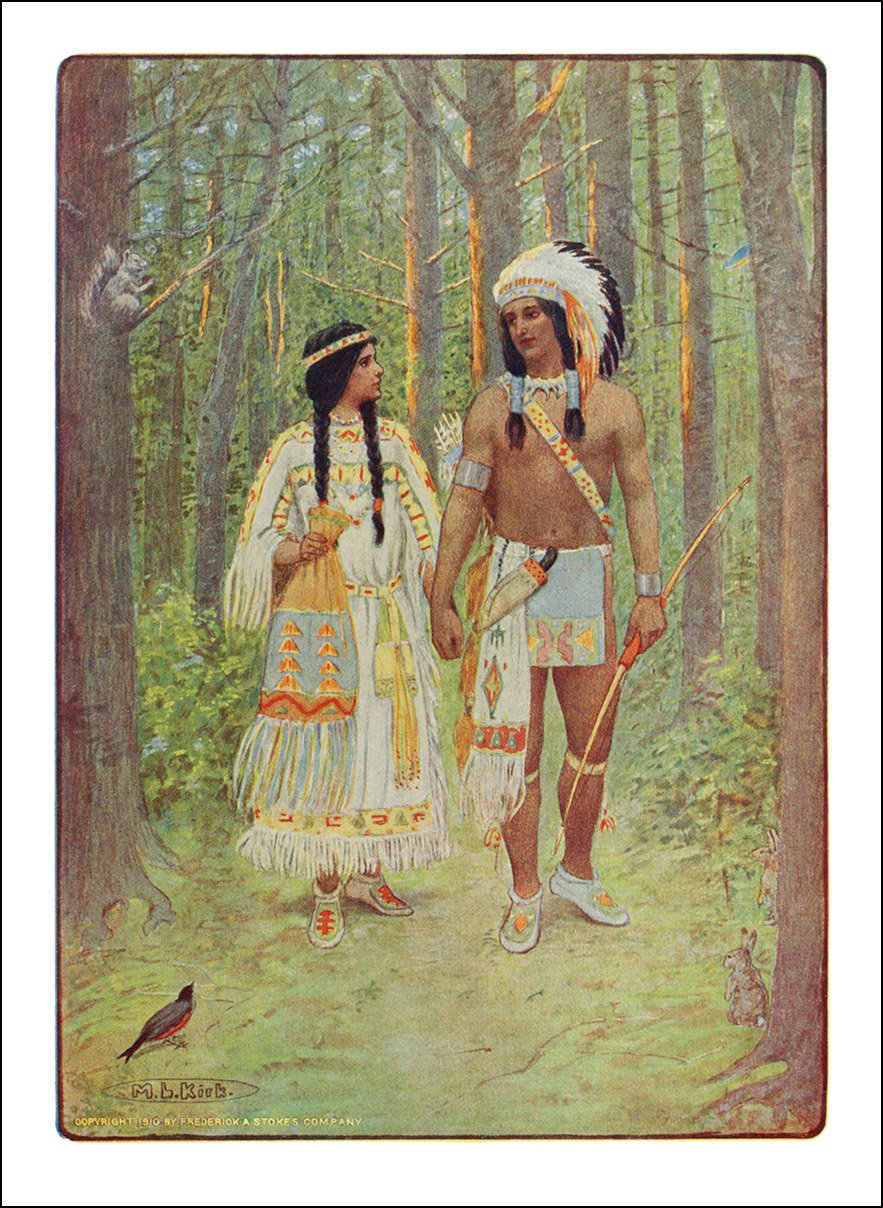 M.L.Kirk.
COPYRIGHT 1910 BY FREDERICK A STOKES COMPANY